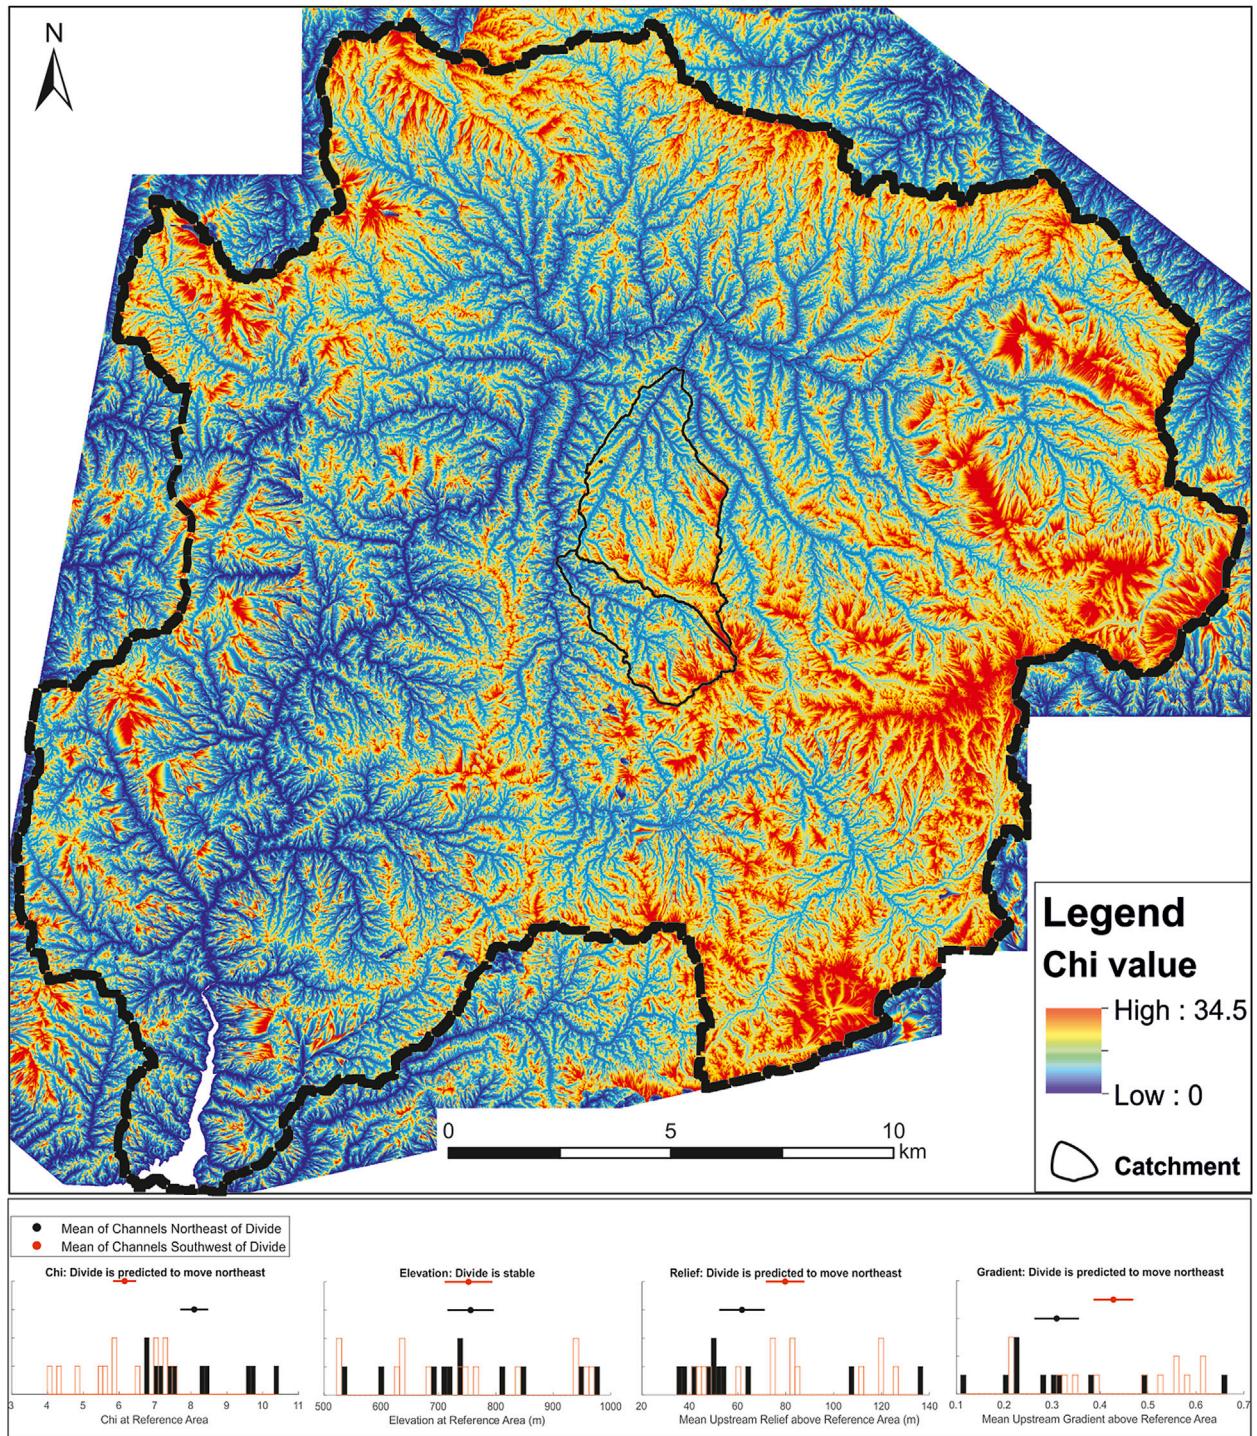 N
Legend
Chi value
High : 34.5
Low : 0
Catchment
0 5 10
km
Mean of Channels Northeast of Divide
Mean of Channels Southwest of Divide
Chi: Divide is predicted to move northeast
Elevation: Divide is stable
Relief: Divide is predicted to move northeast
Gradient: Divide is predicted to move northeast
3 4 5 6 7 8 9 10 11
500 600 700 800 900 1000
20 40 60 80 100 120 140
0.1 0.2 0.3 0.4 0.5 0.6 0.7
Chi at Reference Area
Elevation at Reference Area (m)
Mean Upstream Relief above Reference Area (m)
Mean Upstream Gradient above Reference Area